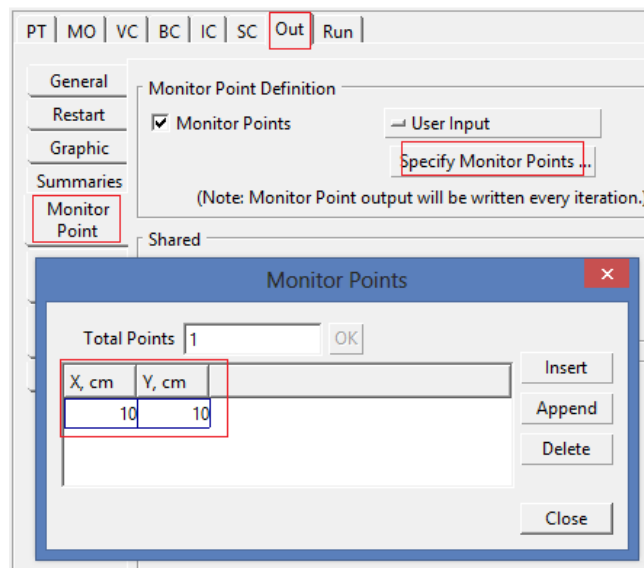 PT MO VC BC IC SC Out Run
General
Restart
Graphic
Summaries
Monitor
Point
Monitor Point Definition
Monitor Points
User Input
Specify Monitor Points ...
(Note: Monitor Point output will be written every iteration.)
Shared
Monitor Points
Total Points 1 OK
X, cm Y, cm
10 10
Insert
Append
Delete
Close